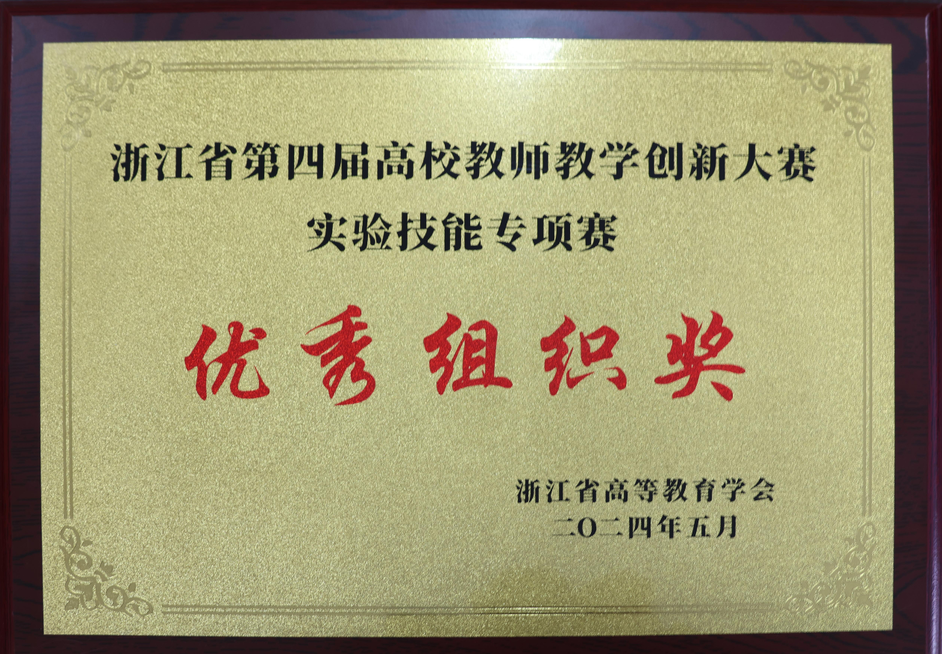 浙江省第四届高校教师教学创新大赛
实验技能专项赛
优秀组织奖
浙江省高等教育学会
二O二四年五月